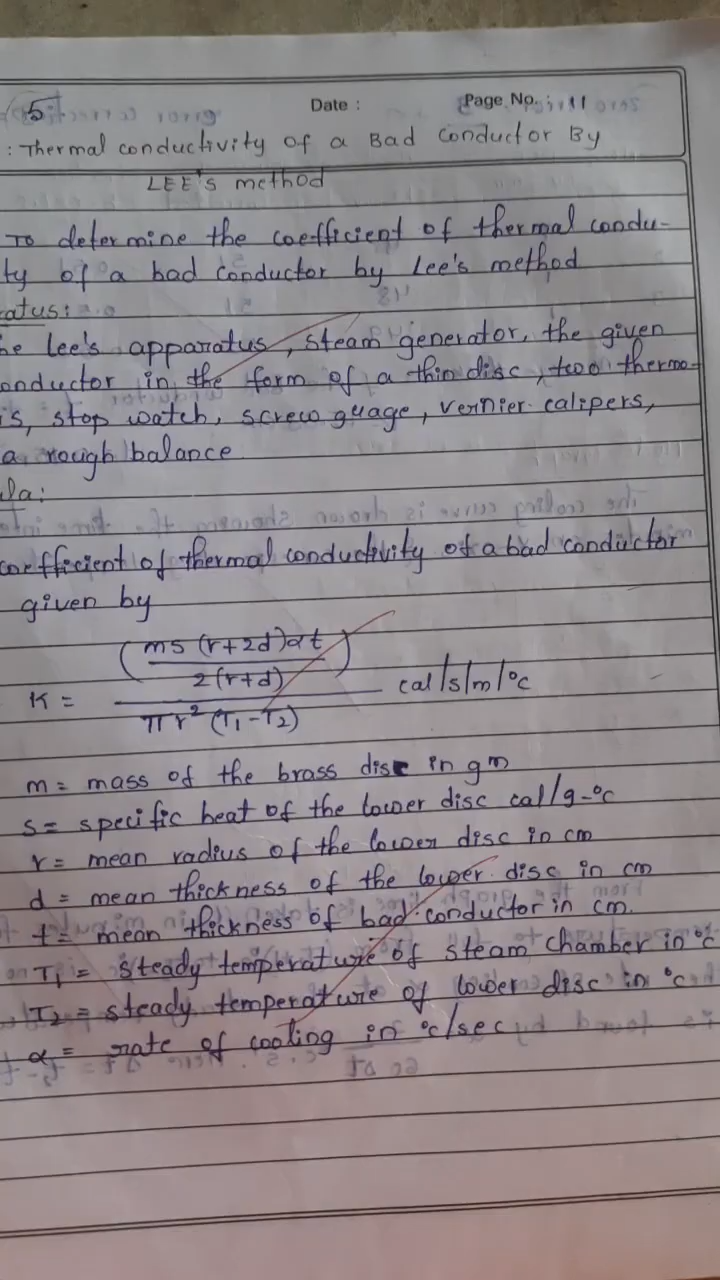 5
Date : Page No. 11
: Thermal conductivity of a Bad Conductor By
LEE's method
To determine the coefficient of thermal condu-
ty of a bad conductor by Lee's method
atus:
he Lee's apparatus, steam generator, the given
onductor in the form of a thin disc, two thermo-
s, stop watch, screw guage, vernier calipers,
a rough balance
la:
coefficient of thermal conductivity of a bad conductor
given by
K = (ms (r+2d)αt / 2(r+d)) / πr² (T₁-T₂) cal/s/m/°c
m = mass of the brass disc in gm
s = specific heat of the lower disc cal/g-°c
r = mean radius of the lower disc in cm
d = mean thickness of the lower disc in cm
t = mean thickness of bad conductor in cm.
T₁ = steady temperature of steam chamber in °c
T₂ = steady temperature of lower disc in °c
α = rate of cooling in °c/sec